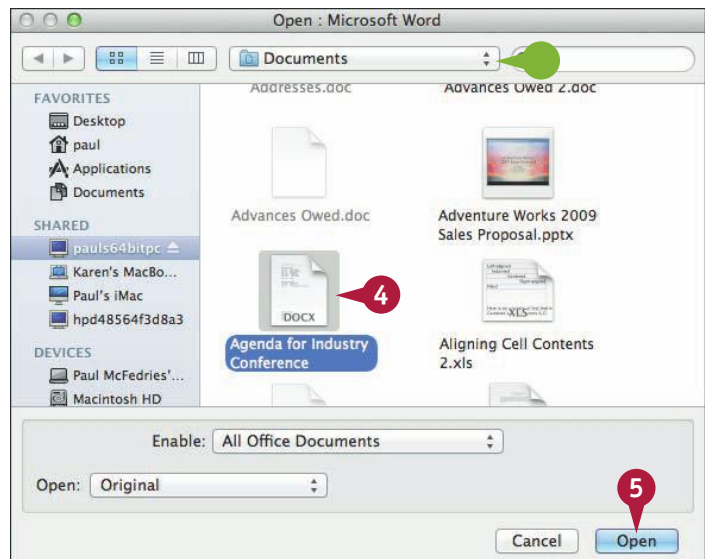 Open : Microsoft Word
Documents
FAVORITES
Desktop
paul
Applications
Documents
SHARED
pauls64bitpc
Karen's MacBo...
Paul's iMac
hpd48564f3d8a3
DEVICES
Paul McFedries'...
Macintosh HD
Addresses.doc
Advances Owed 2.doc
Advances Owed.doc
Adventure Works 2009
Sales Proposal.pptx
DOCX
4
XLS
Agenda for Industry
Conference
Aligning Cell Contents
2.xls
Enable: All Office Documents
Open: Original
5
Cancel
Open